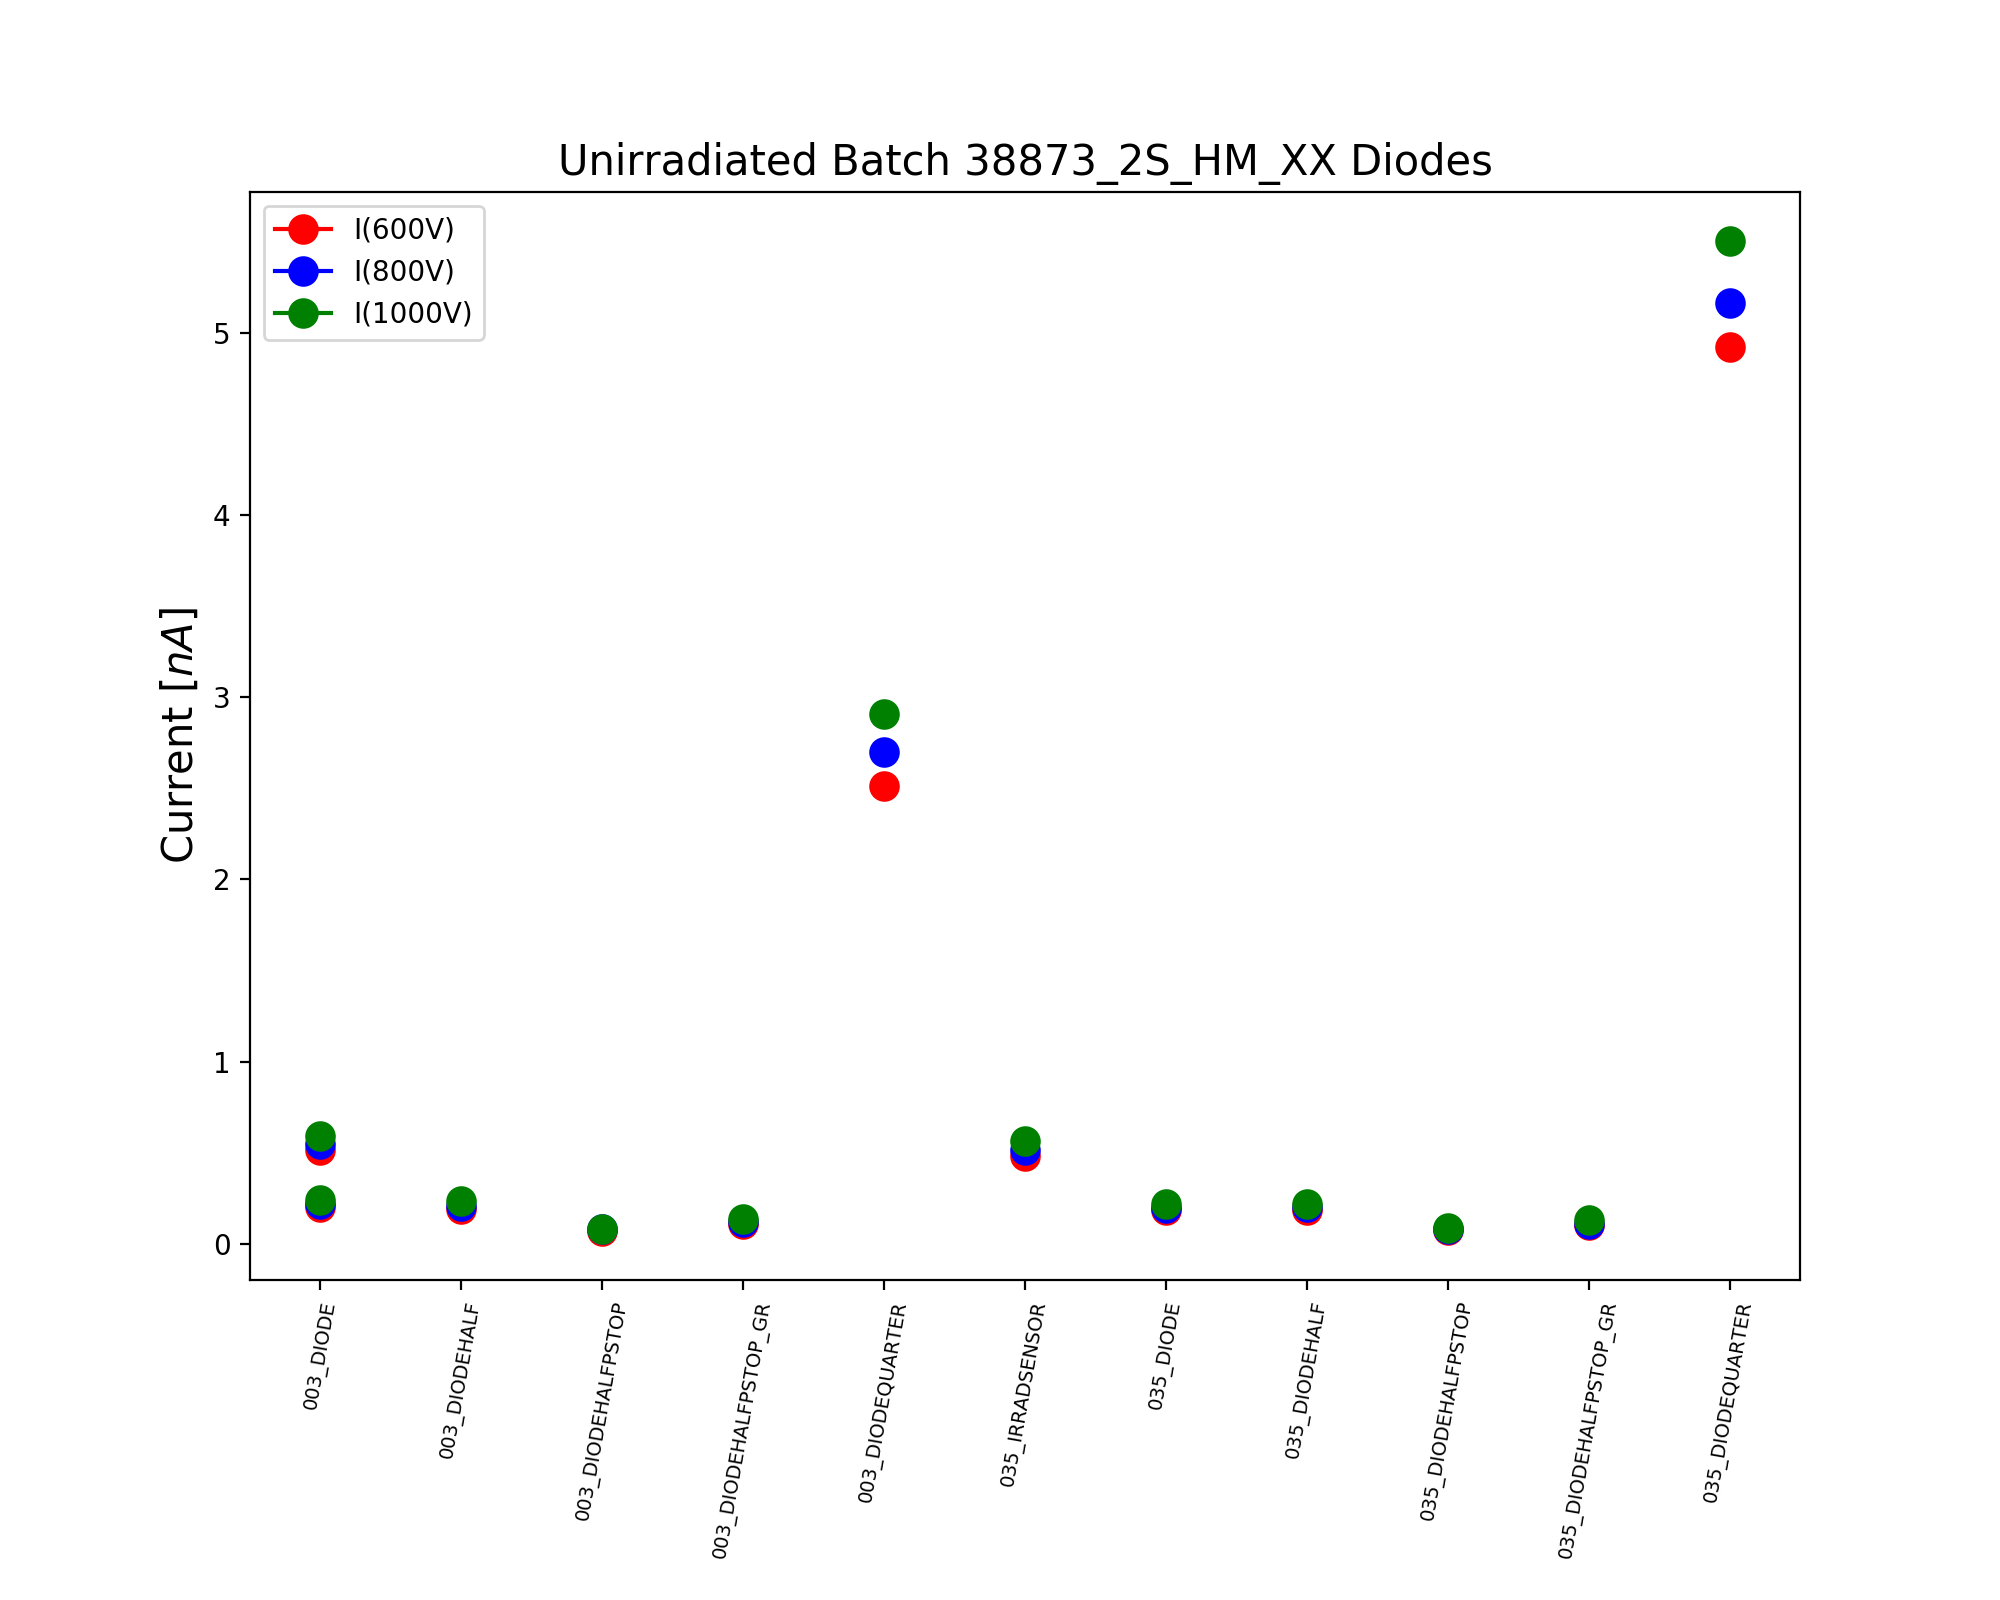 Unirradiated Batch 38873_2S_HM_XX Diodes
I(600V)
I(800V)
I(1000V)
Current [nA]
5
4
3
2
1
0
003_DIODE
003_DIODEHALF
003_DIODEHALFPSTOP
003_DIODEHALFPSTOP_GR
003_DIODEQUARTER
035_IRRADSENSOR
035_DIODE
035_DIODEHALF
035_DIODEHALFPSTOP
035_DIODEHALFPSTOP_GR
035_DIODEQUARTER